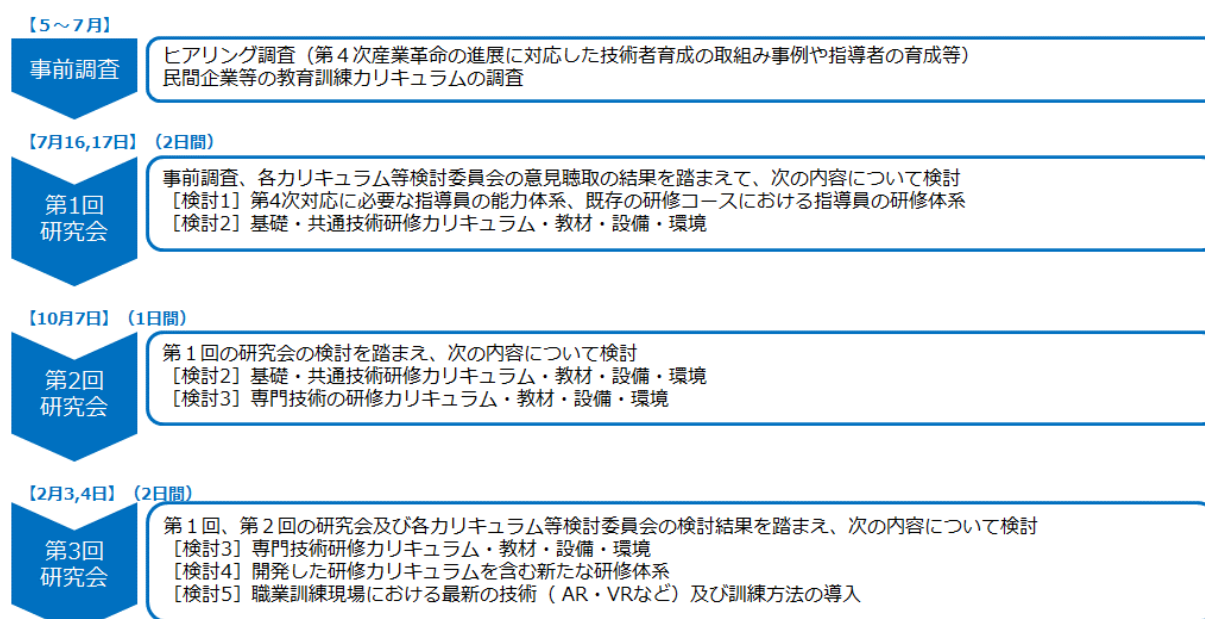 【5～7月】
事前調査
ヒアリング調査（第４次産業革命の進展に対応した技術者育成の取組み事例や指導者の育成等）
民間企業等の教育訓練カリキュラムの調査
【7月16,17日】（2日間）
第1回
研究会
事前調査、各カリキュラム等検討委員会の意見聴取の結果を踏まえて、次の内容について検討
［検討1］第4次対応に必要な指導員の能力体系、既存の研修コースにおける指導員の研修体系
［検討2］基礎・共通技術研修カリキュラム・教材・設備・環境
【10月7日】（1日間）
第2回
研究会
第１回の研究会の検討を踏まえ、次の内容について検討
［検討2］基礎・共通技術研修カリキュラム・教材・設備・環境
［検討3］専門技術の研修カリキュラム・教材・設備・環境
【2月3,4日】（2日間）
第3回
研究会
第１回、第２回の研究会及び各カリキュラム等検討委員会の検討結果を踏まえ、次の内容について検討
［検討3］専門技術研修カリキュラム・教材・設備・環境
［検討4］開発した研修カリキュラムを含む新たな研修体系
［検討5］職業訓練現場における最新の技術（ AR・VRなど）及び訓練方法の導入